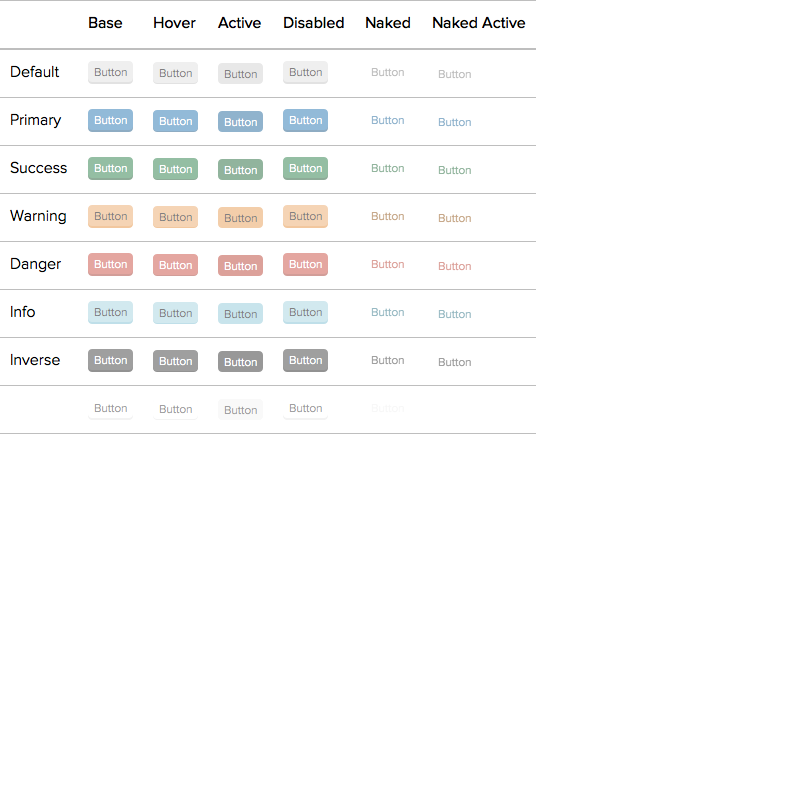 Base Hover Active Disabled Naked Naked Active
Default Button Button Button Button Button Button
Primary Button Button Button Button Button Button
Success Button Button Button Button Button Button
Warning Button Button Button Button Button Button
Danger Button Button Button Button Button Button
Info Button Button Button Button Button Button
Inverse Button Button Button Button Button Button
Button Button Button Button Button